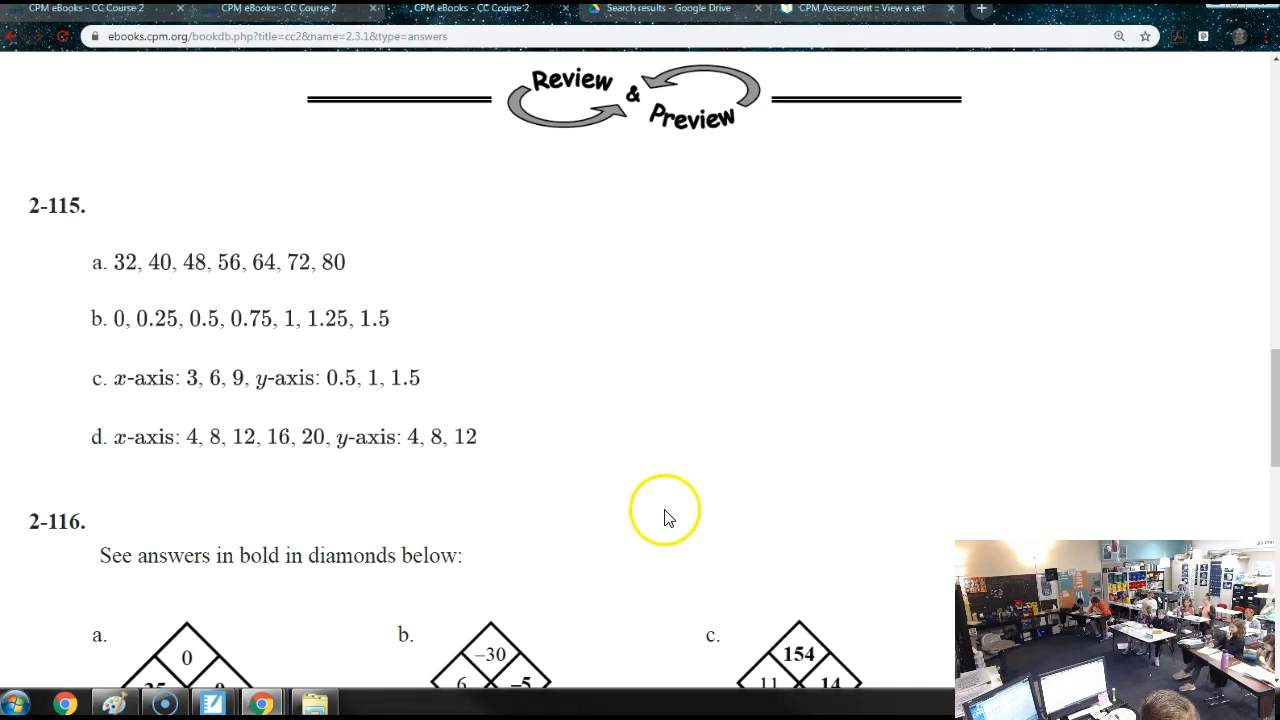 CPM eBooks - CC Course 2 × CPM eBooks - CC Course 2 × CPM eBooks - CC Course 2 × Search results - Google Drive × CPM Assessment :: View a set × +
ebooks.cpm.org/bookdb.php?title=cc2&name=2.3.1&type=answers
Review
&
Preview
2-115.
a. 32, 40, 48, 56, 64, 72, 80
b. 0, 0.25, 0.5, 0.75, 1, 1.25, 1.5
c. x-axis: 3, 6, 9, y-axis: 0.5, 1, 1.5
d. x-axis: 4, 8, 12, 16, 20, y-axis: 4, 8, 12
2-116.
See answers in bold in diamonds below:
a. b. c.
0 –30 154
6 –5 11 14